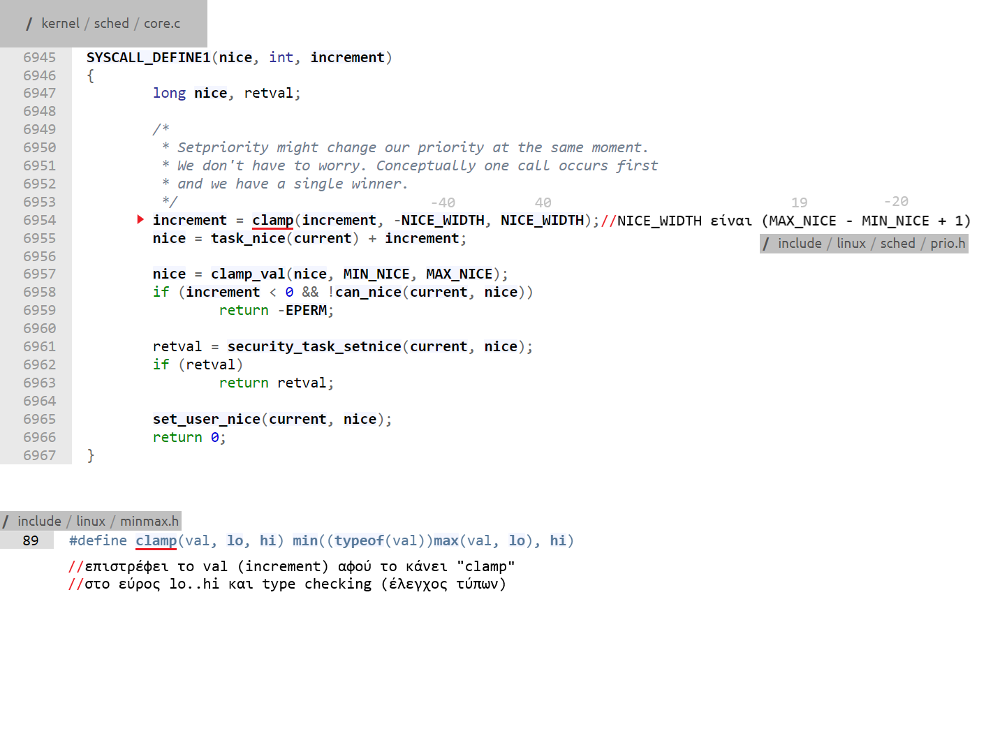 / kernel / sched / core.c
6945 SYSCALL_DEFINE1(nice, int, increment)
6946 {
6947 long nice, retval;
6948
6949 /*
6950 * Setpriority might change our priority at the same moment.
6951 * We don't have to worry. Conceptually one call occurs first
6952 * and we have a single winner.
6953 */
-40 40 19 -20
6954 increment = clamp(increment, -NICE_WIDTH, NICE_WIDTH);//NICE_WIDTH είναι (MAX_NICE - MIN_NICE + 1)
6955 nice = task_nice(current) + increment;
/ include / linux / sched / prio.h
6956
6957 nice = clamp_val(nice, MIN_NICE, MAX_NICE);
6958 if (increment < 0 && !can_nice(current, nice))
6959 return -EPERM;
6960
6961 retval = security_task_setnice(current, nice);
6962 if (retval)
6963 return retval;
6964
6965 set_user_nice(current, nice);
6966 return 0;
6967 }
/ include / linux / minmax.h
89 #define clamp(val, lo, hi) min((typeof(val))max(val, lo), hi)
//επιστρέφει το val (increment) αφού το κάνει "clamp"
//στο εύρος lo..hi και type checking (έλεγχος τύπων)